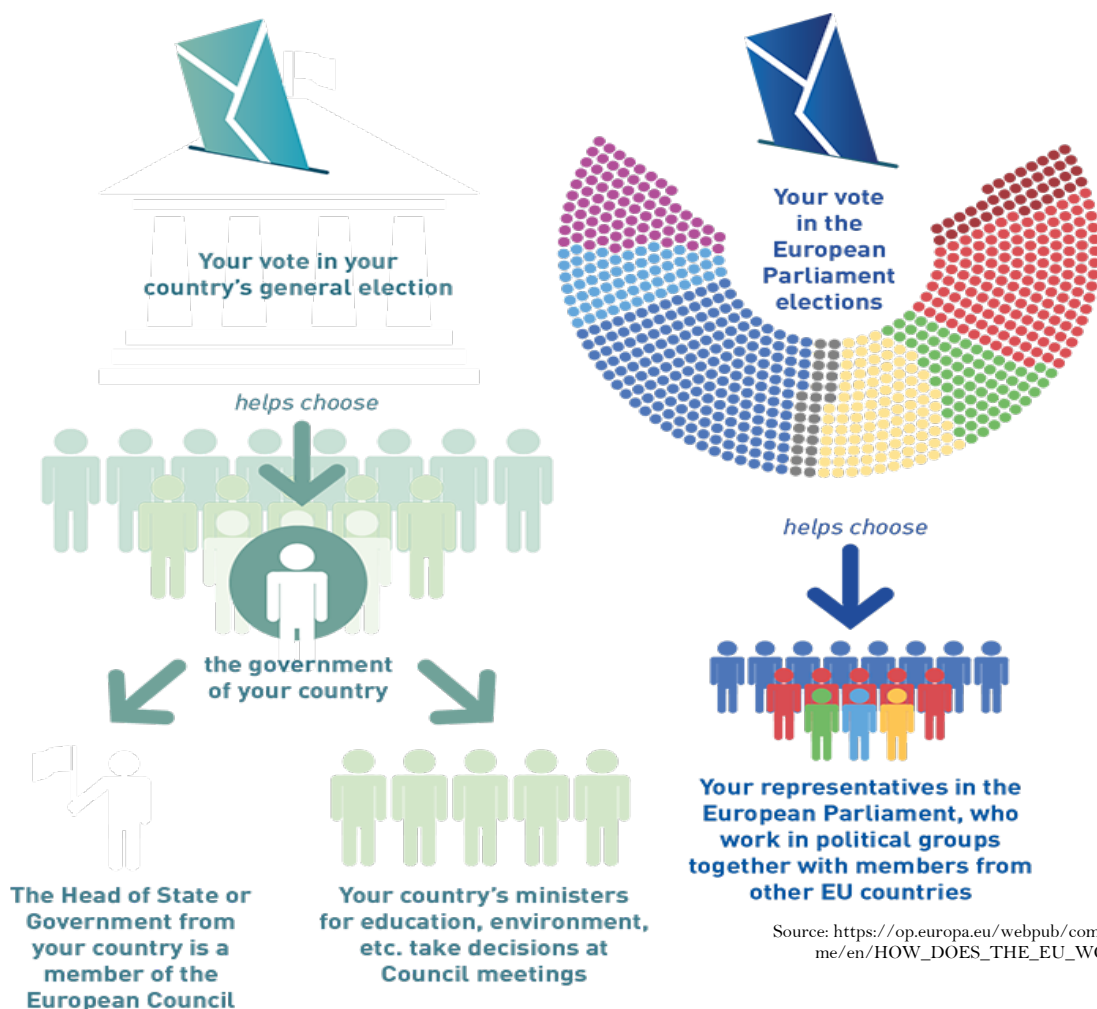 Your vote in your
country's general election
helps choose
the government
of your country
The Head of State or
Government from
your country is a
member of the
European Council
Your country's ministers
for education, environment,
etc. take decisions at
Council meetings
Your vote
in the
European
Parliament
elections
helps choose
Your representatives in the
European Parliament, who
work in political groups
together with members from
other EU countries
Source: https://op.europa.eu/webpub/com
me/en/HOW_DOES_THE_EU_WO